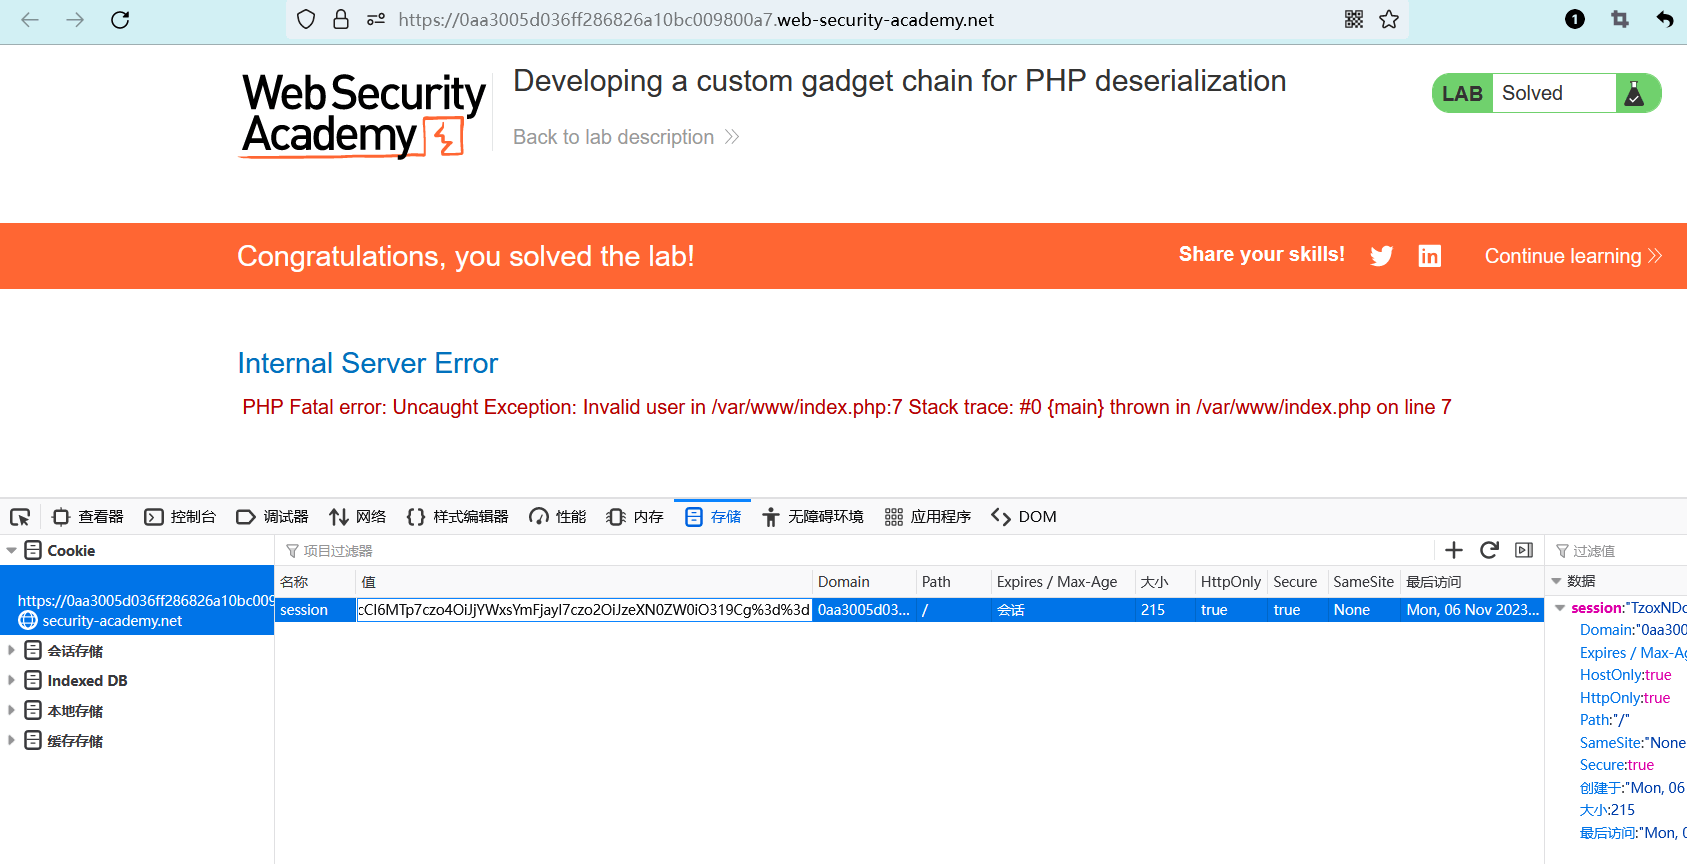 https://0aa3005d036ff286826a10bc009800a7.web-security-academy.net
1
Web Security
Academy
Developing a custom gadget chain for PHP deserialization
Back to lab description
LAB Solved
Congratulations, you solved the lab!
Share your skills!
Continue learning
Internal Server Error
PHP Fatal error: Uncaught Exception: Invalid user in /var/www/index.php:7 Stack trace: #0 {main} thrown in /var/www/index.php on line 7
查看器 控制台 调试器 网络 样式编辑器 性能 内存 存储 无障碍环境 应用程序 DOM
Cookie
https://0aa3005d036ff286826a10bc009
security-academy.net
会话存储
Indexed DB
本地存储
缓存存储
项目过滤器
名称 值 Domain Path Expires / Max-Age 大小 HttpOnly Secure SameSite 最后访问
session cCI6MTp7czo4OiJjYWxsYmFjayI7czo2OiJzeXN0ZW0iO319Cg%3d%3d 0aa3005d03... / 会话 215 true true None Mon, 06 Nov 2023...
过滤值
数据
session:"TzoxNDo
Domain:"0aa300
Expires / Max-Ag
HostOnly:true
HttpOnly:true
Path:"/"
SameSite:"None
Secure:true
创建于:"Mon, 06
大小:215
最后访问:"Mon, 0